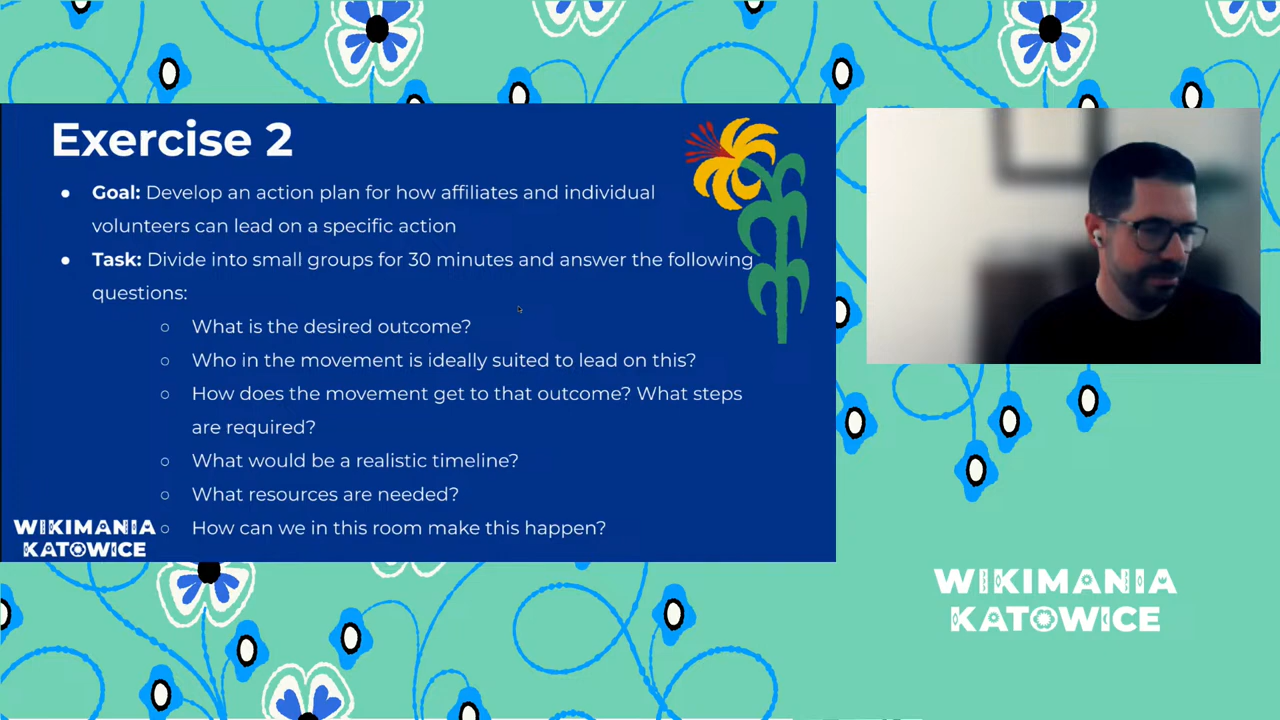 Exercise 2
● Goal: Develop an action plan for how affiliates and individual
volunteers can lead on a specific action
● Task: Divide into small groups for 30 minutes and answer the following
questions:
○ What is the desired outcome?
○ Who in the movement is ideally suited to lead on this?
○ How does the movement get to that outcome? What steps
are required?
○ What would be a realistic timeline?
○ What resources are needed?
○ How can we in this room make this happen?
WIKIMANIA
KATOWICE
WIKIMANIA
KATOWICE